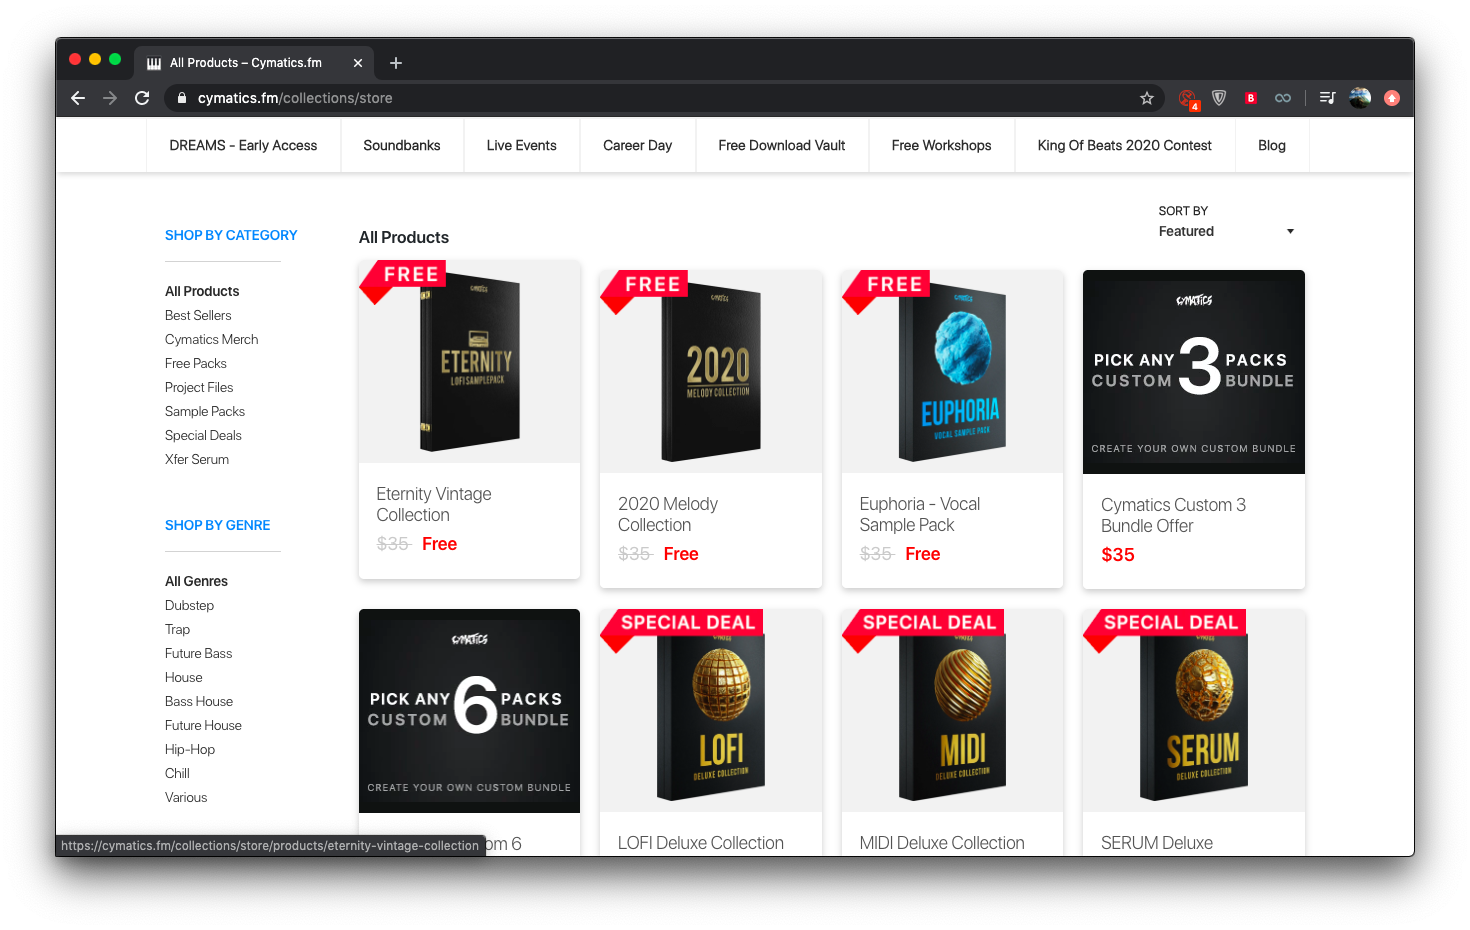 All Products – Cymatics.fm
cymatics.fm/collections/store
4
B
DREAMS - Early Access
Soundbanks
Live Events
Career Day
Free Download Vault
Free Workshops
King Of Beats 2020 Contest
Blog
SHOP BY CATEGORY
All Products
Best Sellers
Cymatics Merch
Free Packs
Project Files
Sample Packs
Special Deals
Xfer Serum
SHOP BY GENRE
All Genres
Dubstep
Trap
Future Bass
House
Bass House
Future House
Hip-Hop
Chill
Various
All Products
SORT BY
Featured
FREE
CYMATICS
ETERNITY
LOFI SAMPLE PACK
Eternity Vintage
Collection
$35 Free
FREE
CYMATICS
2020
MELODY COLLECTION
2020 Melody
Collection
$35 Free
FREE
CYMATICS
EUPHORIA
VOCAL SAMPLE PACK
Euphoria - Vocal
Sample Pack
$35 Free
CYMATICS
PICK ANY 3 PACKS
CUSTOM BUNDLE
CREATE YOUR OWN CUSTOM BUNDLE
Cymatics Custom 3
Bundle Offer
$35
CYMATICS
PICK ANY 6 PACKS
CUSTOM BUNDLE
CREATE YOUR OWN CUSTOM BUNDLE
om 6
SPECIAL DEAL
LOFI
DELUXE COLLECTION
LOFI Deluxe Collection
SPECIAL DEAL
MIDI
DELUXE COLLECTION
MIDI Deluxe Collection
SPECIAL DEAL
SERUM
DELUXE COLLECTION
SERUM Deluxe
https://cymatics.fm/collections/store/products/eternity-vintage-collection